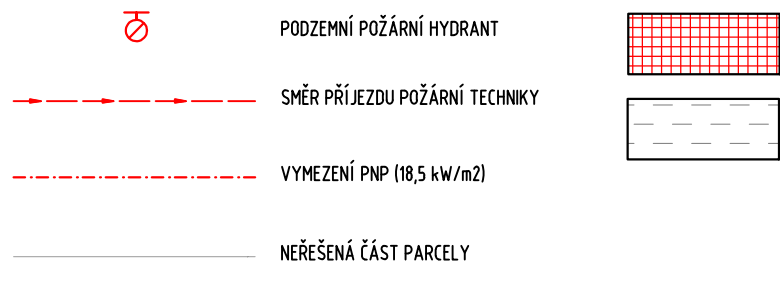 PODZEMNÍ POŽÁRNÍ HYDRANT
SMĚR PŘÍJEZDU POŽÁRNÍ TECHNIKY
VYMEZENÍ PNP (18,5 kW/m2)
NEŘEŠENÁ ČÁST PARCELY